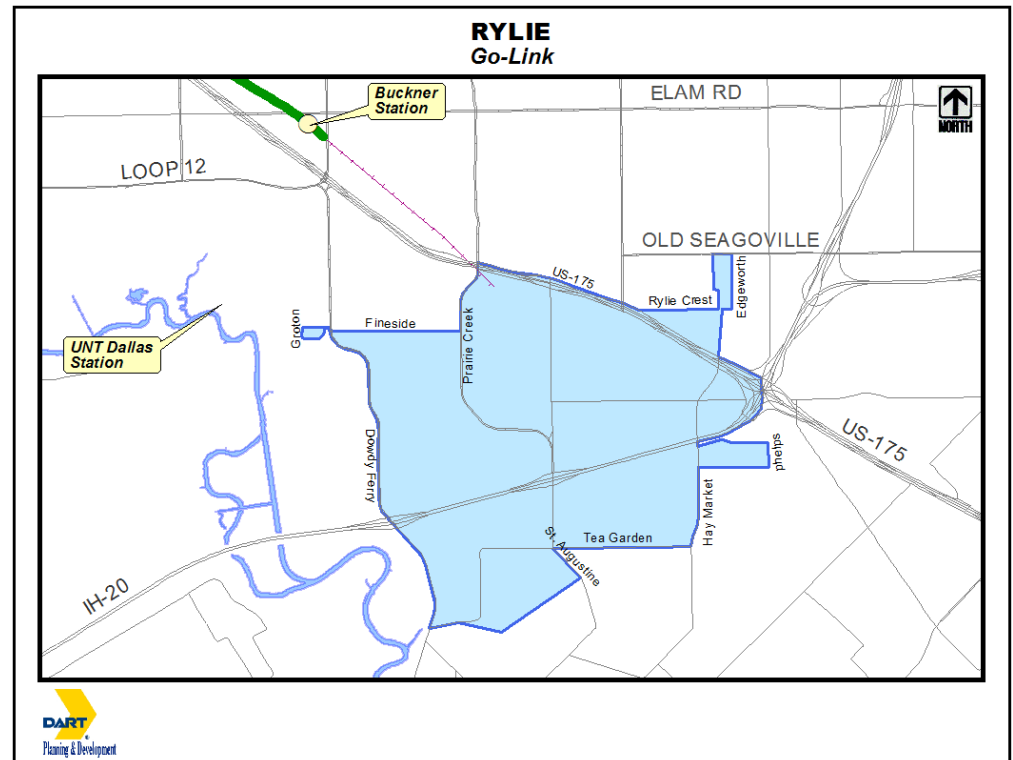 RYLIE
Go-Link
Buckner
Station
ELAM RD
NORTH
LOOP 12
OLD SEAGOVILLE
US-175
Rylie Crest
Edgeworth
Groton
Fineside
Prairie Creek
UNT Dallas
Station
US-175
phelps
Dowdy Ferry
Hay Market
Tea Garden
St. Augustine
IH-20
DART
Planning & Development